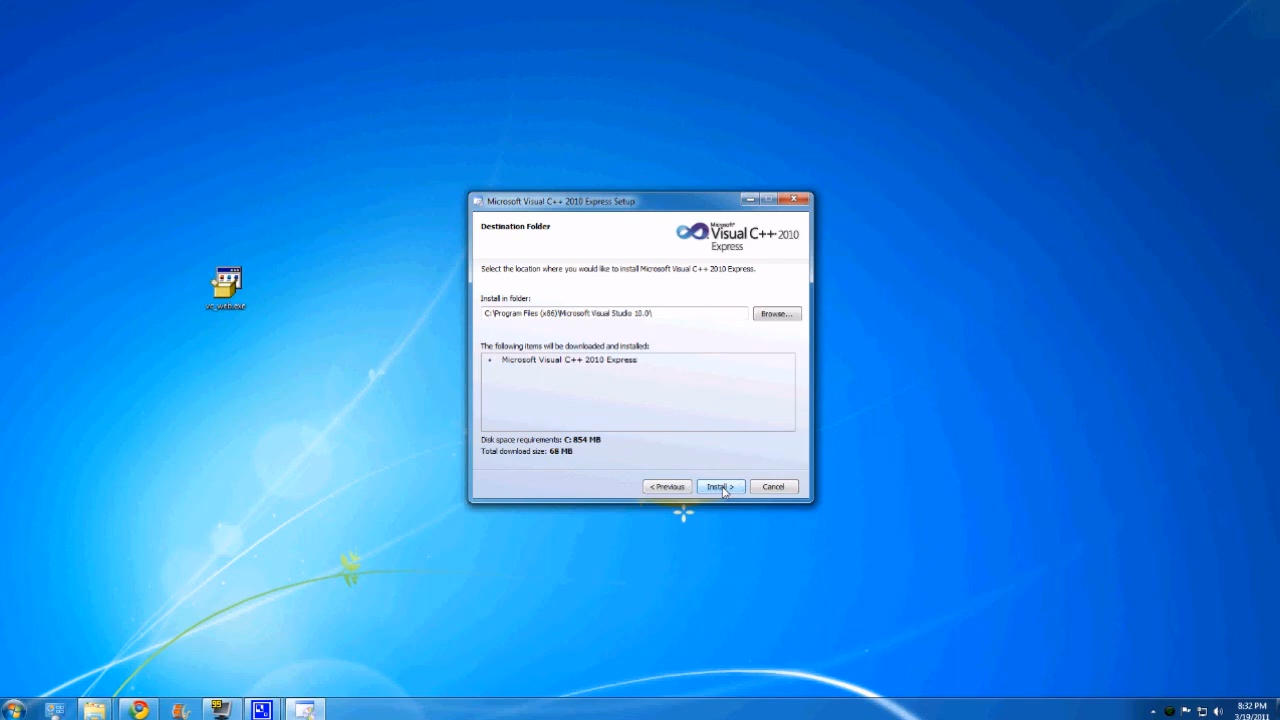 Microsoft Visual C++ 2010 Express Setup
Destination Folder
Microsoft®
Visual C++ 2010
Express
Select the location where you would like to install Microsoft Visual C++ 2010 Express.
Install in folder:
C:\Program Files (x86)\Microsoft Visual Studio 10.0\
Browse...
The following items will be downloaded and installed:
• Microsoft Visual C++ 2010 Express
Disk space requirements: C: 854 MB
Total download size: 68 MB
< Previous
Install >
Cancel
vc_web.exe
99
8:32 PM
3/19/2011